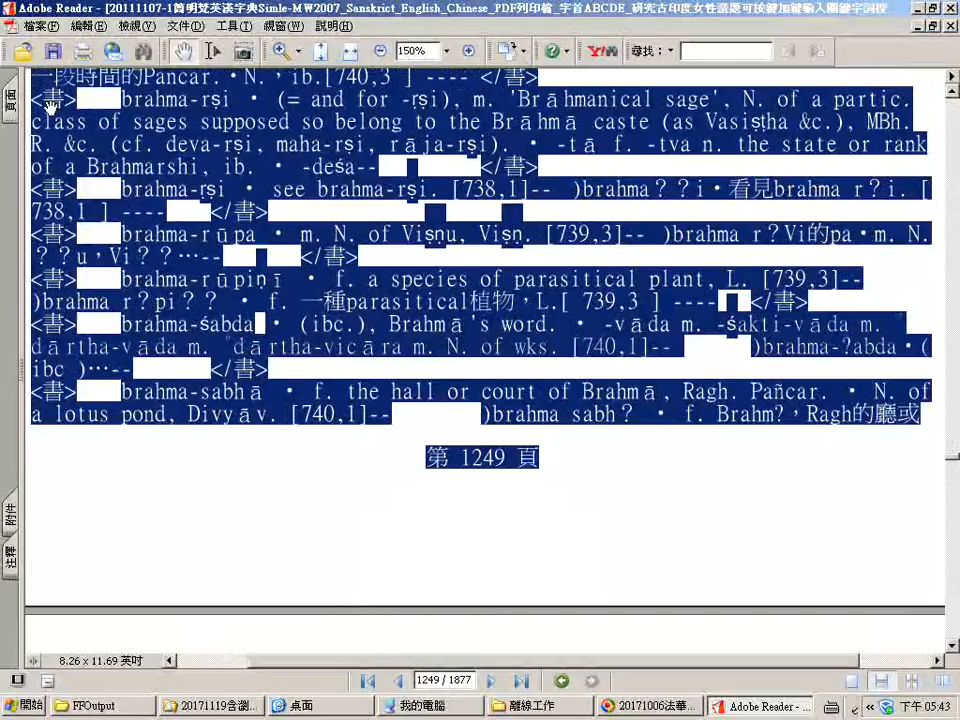 Adobe Reader - [20111107-1簡明梵英漢字典Simle-MW2007_Sanskrict_English_Chinese_PDF列印檔_字首ABCDE_研究古印度女性議題可按鍵加鍵輸入關鍵字詞搜
檔案(F) 編輯(E) 檢視(V) 文件(D) 工具(T) 視窗(W) 說明(H)
150% 尋找：
頁面
一段時間的Pancar.‧N.，ib.[740,3 ] ---- </書>
<書> brahma-rṣi ‧ (= and for -ṛṣi), m. 'Brāhmanical sage', N. of a partic.
class of sages supposed so belong to the Brāhmā caste (as Vasiṣṭha &c.), MBh.
R. &c. (cf. deva-rṣi, maha-rṣi, rāja-rṣi). ‧ -tā f. -tva n. the state or rank
of a Brahmarshi, ib. ‧ -deśa-- </書>
<書> brahma-ṛṣi ‧ see brahma-rṣi. [738,1]-- )brahma??i‧看見brahma r?i. [
738,1 ] ---- </書>
<書> brahma-rūpa ‧ m. N. of Viṣṇu, Viṣṇ. [739,3]-- )brahma r?Vi的pa‧m. N.
??u，Vi??…-- </書>
<書> brahma-rūpiṇī ‧ f. a species of parasitical plant, L. [739,3]--
)brahma r?pi?? ‧ f. 一種parasitical植物，L.[ 739,3 ] ---- </書>
<書> brahma-śabda ‧ (ibc.), Brahmā's word. ‧ -vāda m. -śakti-vāda m. °
dārtha-vāda m. °dārtha-vicāra m. N. of wks. [740,1]-- )brahma-?abda‧(
ibc )…-- </書>
<書> brahma-sabhā ‧ f. the hall or court of Brahmā, Ragh. Pañcar. ‧ N. of
a lotus pond, Divyāv. [740,1]-- )brahma sabh? ‧ f. Brahm?，Ragh的廳或
第 1249 頁
附件
注釋
8.26 x 11.69 英吋
1249 / 1877
開始 FFOutput 20171119含瀏... 桌面 我的電腦 離線工作 20171006法華... Adobe Reader - ... 下午 05:43